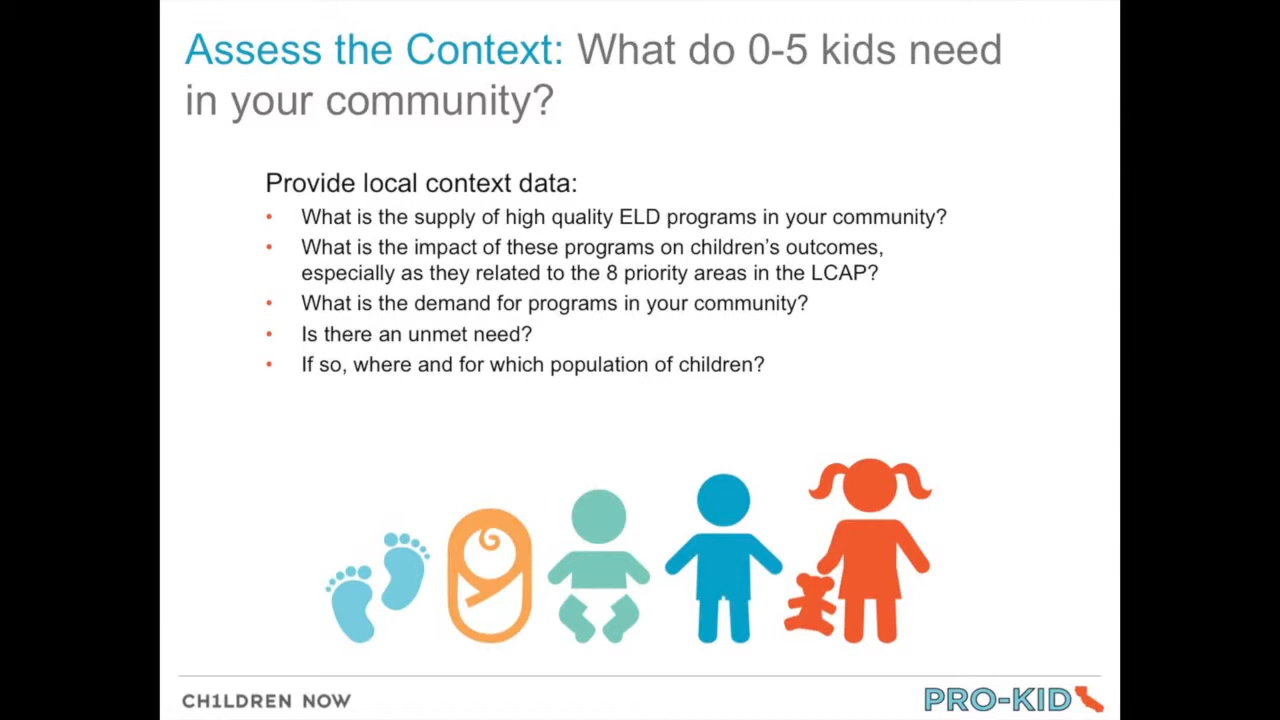 Assess the Context: What do 0-5 kids need
in your community?
Provide local context data:
• What is the supply of high quality ELD programs in your community?
• What is the impact of these programs on children's outcomes,
especially as they related to the 8 priority areas in the LCAP?
• What is the demand for programs in your community?
• Is there an unmet need?
• If so, where and for which population of children?
CH1LDREN NOW
PRO-KID